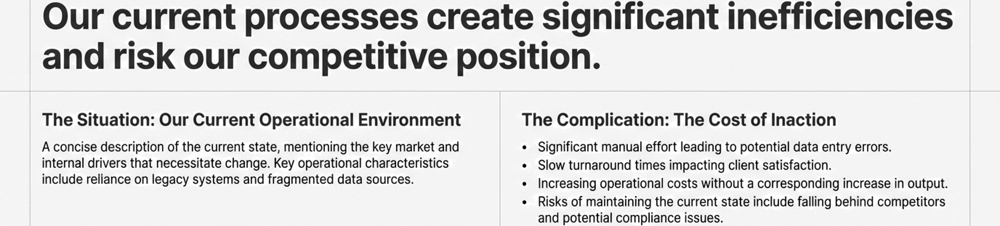 Our current processes create significant inefficiencies
and risk our competitive position.
The Situation: Our Current Operational Environment
A concise description of the current state, mentioning the key market and
internal drivers that necessitate change. Key operational characteristics
include reliance on legacy systems and fragmented data sources.
The Complication: The Cost of Inaction
• Significant manual effort leading to potential data entry errors.
• Slow turnaround times impacting client satisfaction.
• Increasing operational costs without a corresponding increase in output.
• Risks of maintaining the current state include falling behind competitors
and potential compliance issues.